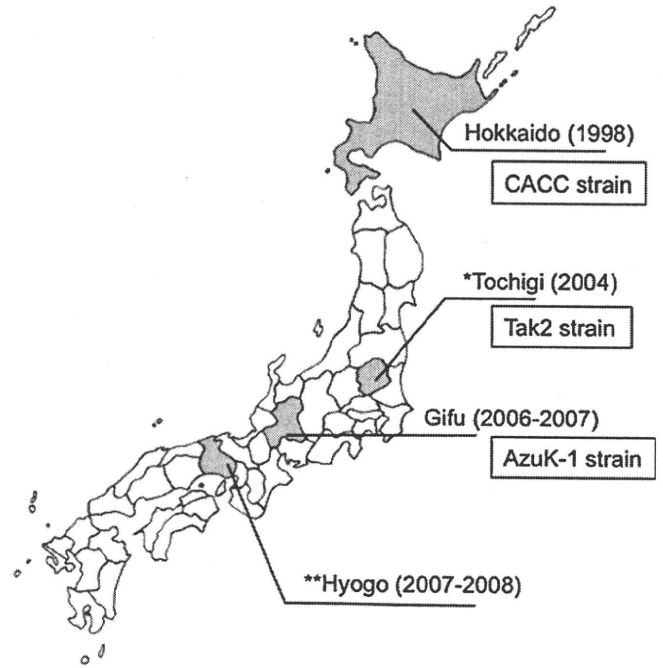 Hokkaido (1998)
CACC strain
*Tochigi (2004)
Tak2 strain
Gifu (2006-2007)
AzuK-1 strain
**Hyogo (2007-2008)